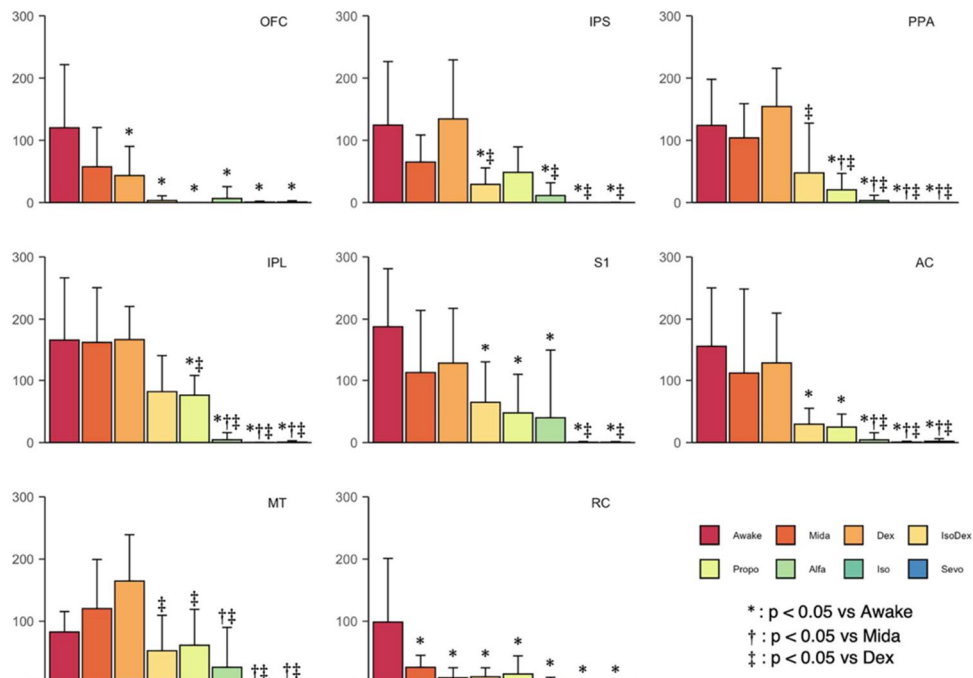 300 OFC
200
100 *
* * * * *
0
300 IPS
200
100
*‡ *‡ *‡ *‡
0
300 PPA
200
100 ‡
*†‡ *†‡ *†‡ *†‡
0
300 IPL
200
100 *‡
*†‡ *†‡ *†‡
0
300 S1
200
100 * * *
*‡ *‡
0
300 AC
200
100
* * *†‡ *†‡ *†‡
0
300 MT
200
100 ‡ ‡ †‡
†‡ †‡
300 RC
200
100
* * * * * * *
Awake Mida Dex IsoDex
Propo Alfa Iso Sevo
* : p < 0.05 vs Awake
† : p < 0.05 vs Mida
‡ : p < 0.05 vs Dex